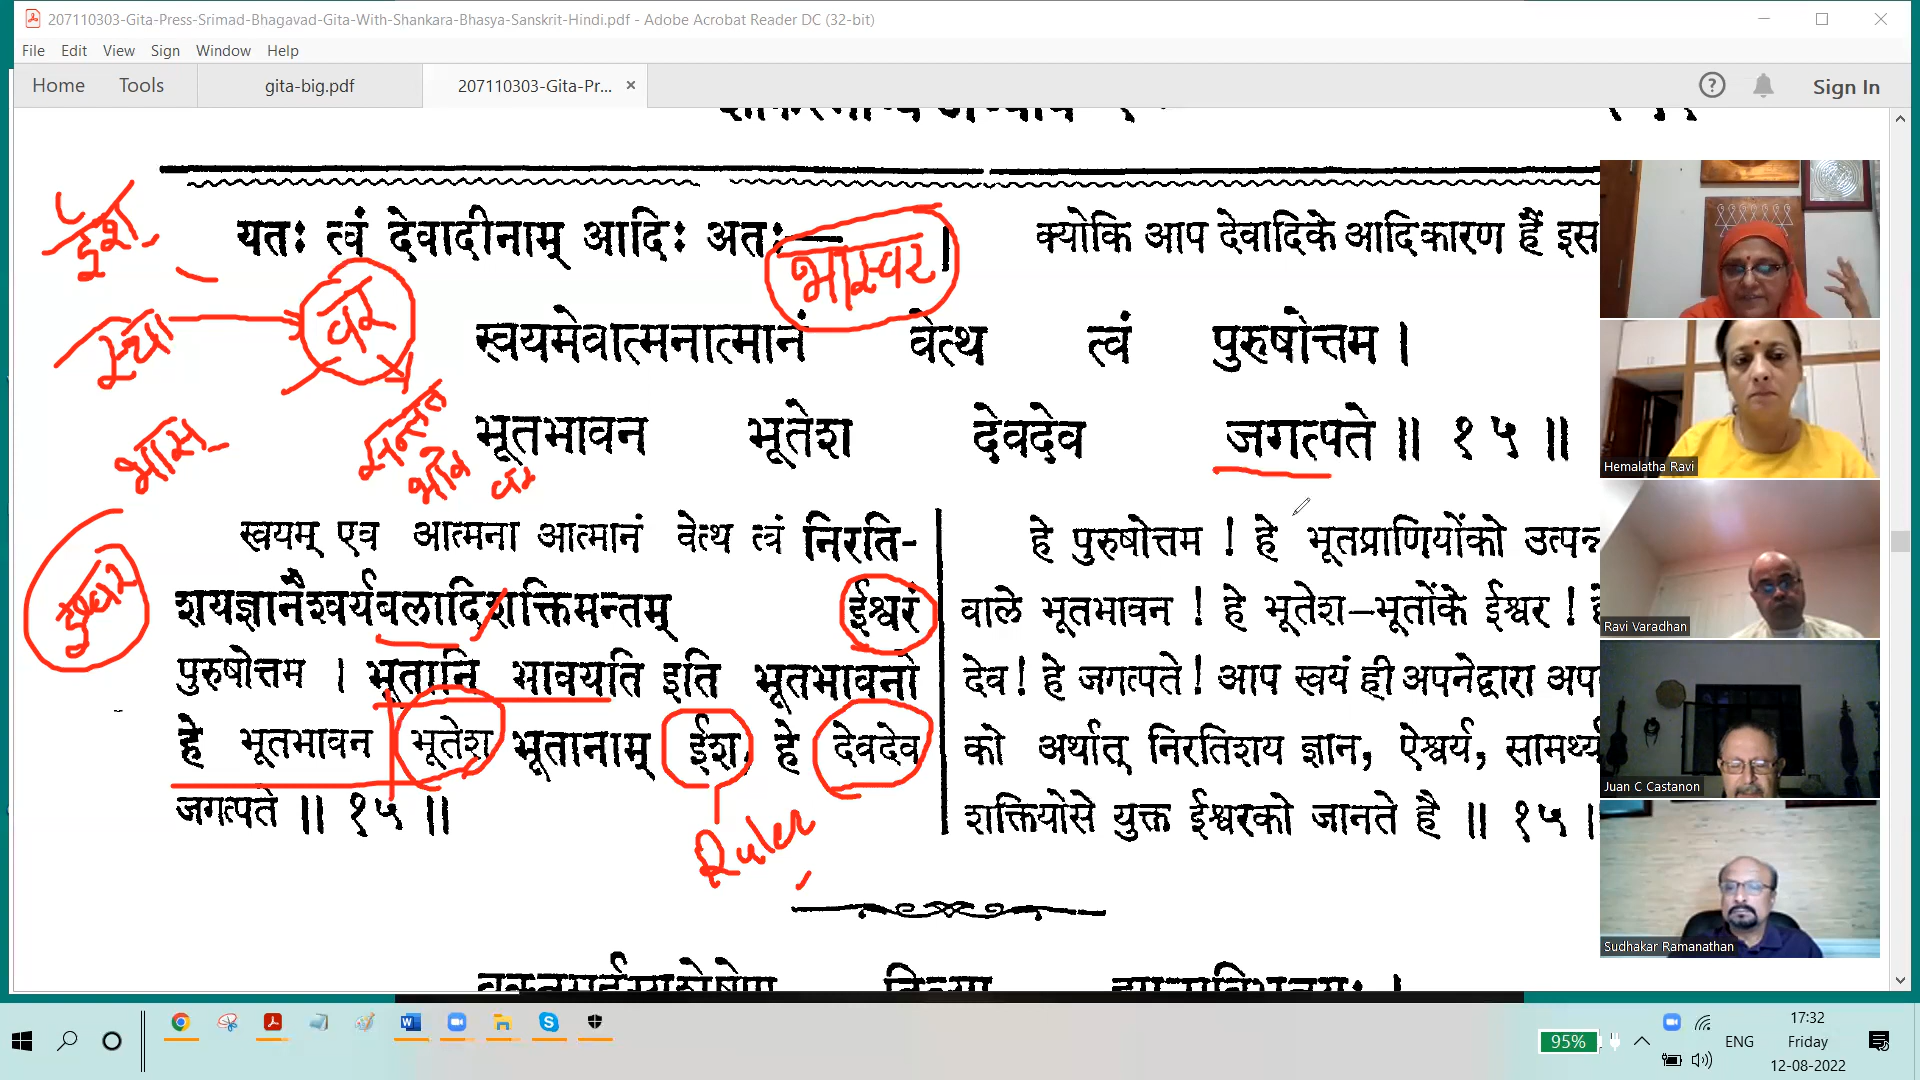 207110303-Gita-Press-Srimad-Bhagavad-Gita-With-Shankara-Bhasya-Sanskrit-Hindi.pdf - Adobe Acrobat Reader DC (32-bit)
File Edit View Sign Window Help
Home Tools gita-big.pdf 207110303-Gita-Pr... × Sign In
यतः त्वं देवादीनाम् आदिः अतः— ।
भास्वर
ईश
स्था वर
भास
सन्तत
ईश्वर
स्वयमेवात्मनात्मानं वेत्थ त्वं पुरुषोत्तम ।
भूतभावन भूतेश देवदेव जगत्पते ॥ १५ ॥
स्वयम् एव आत्मना आत्मानं वेत्थ त्वं निरति-
शयज्ञानैश्वर्यबलादिशक्तिमन्तम् ईश्वरं
पुरुषोत्तम । भूतानि भावयति इति भूतभावनो
हे भूतभावन भूतेश भूतानाम् ईश, हे देवदेव
जगत्पते ॥ १५ ॥
Ruler
क्योकि आप देवादिके आदिकारण हैं
हे पुरुषोत्तम ! हे भूतप्राणियोंको उत्पन्न
वाले भूतभावन ! हे भूतेश–भूतोंके ईश्वर ! हे
देव ! हे जगत्पते ! आप स्वयं ही अपनेद्वारा
को अर्थात् निरतिशय ज्ञान, ऐश्वर्य,
शक्तियोसे युक्त ईश्वरको जानते है ॥ १५ ॥
Hemalatha Ravi
Ravi Varadhan
Juan C Castanon
Sudhakar Ramanathan
95% ENG
17:32
Friday
12-08-2022